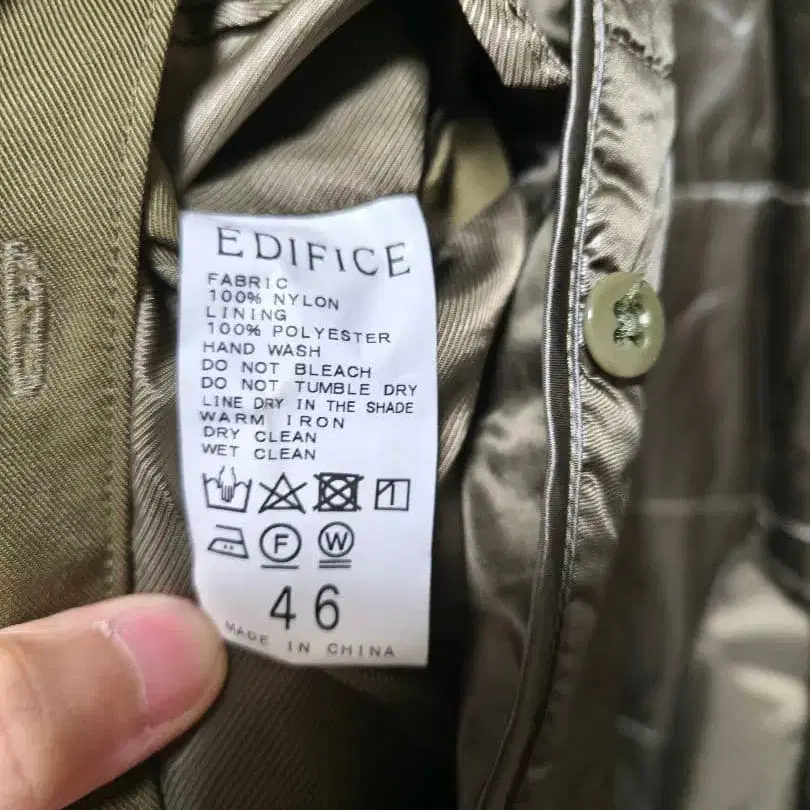 EDIFICE
FABRIC
100% NYLON
LINING
100% POLYESTER
HAND WASH
DO NOT BLEACH
DO NOT TUMBLE DRY
LINE DRY IN THE SHADE
WARM IRON
DRY CLEAN
WET CLEAN
F W
46
MADE IN CHINA